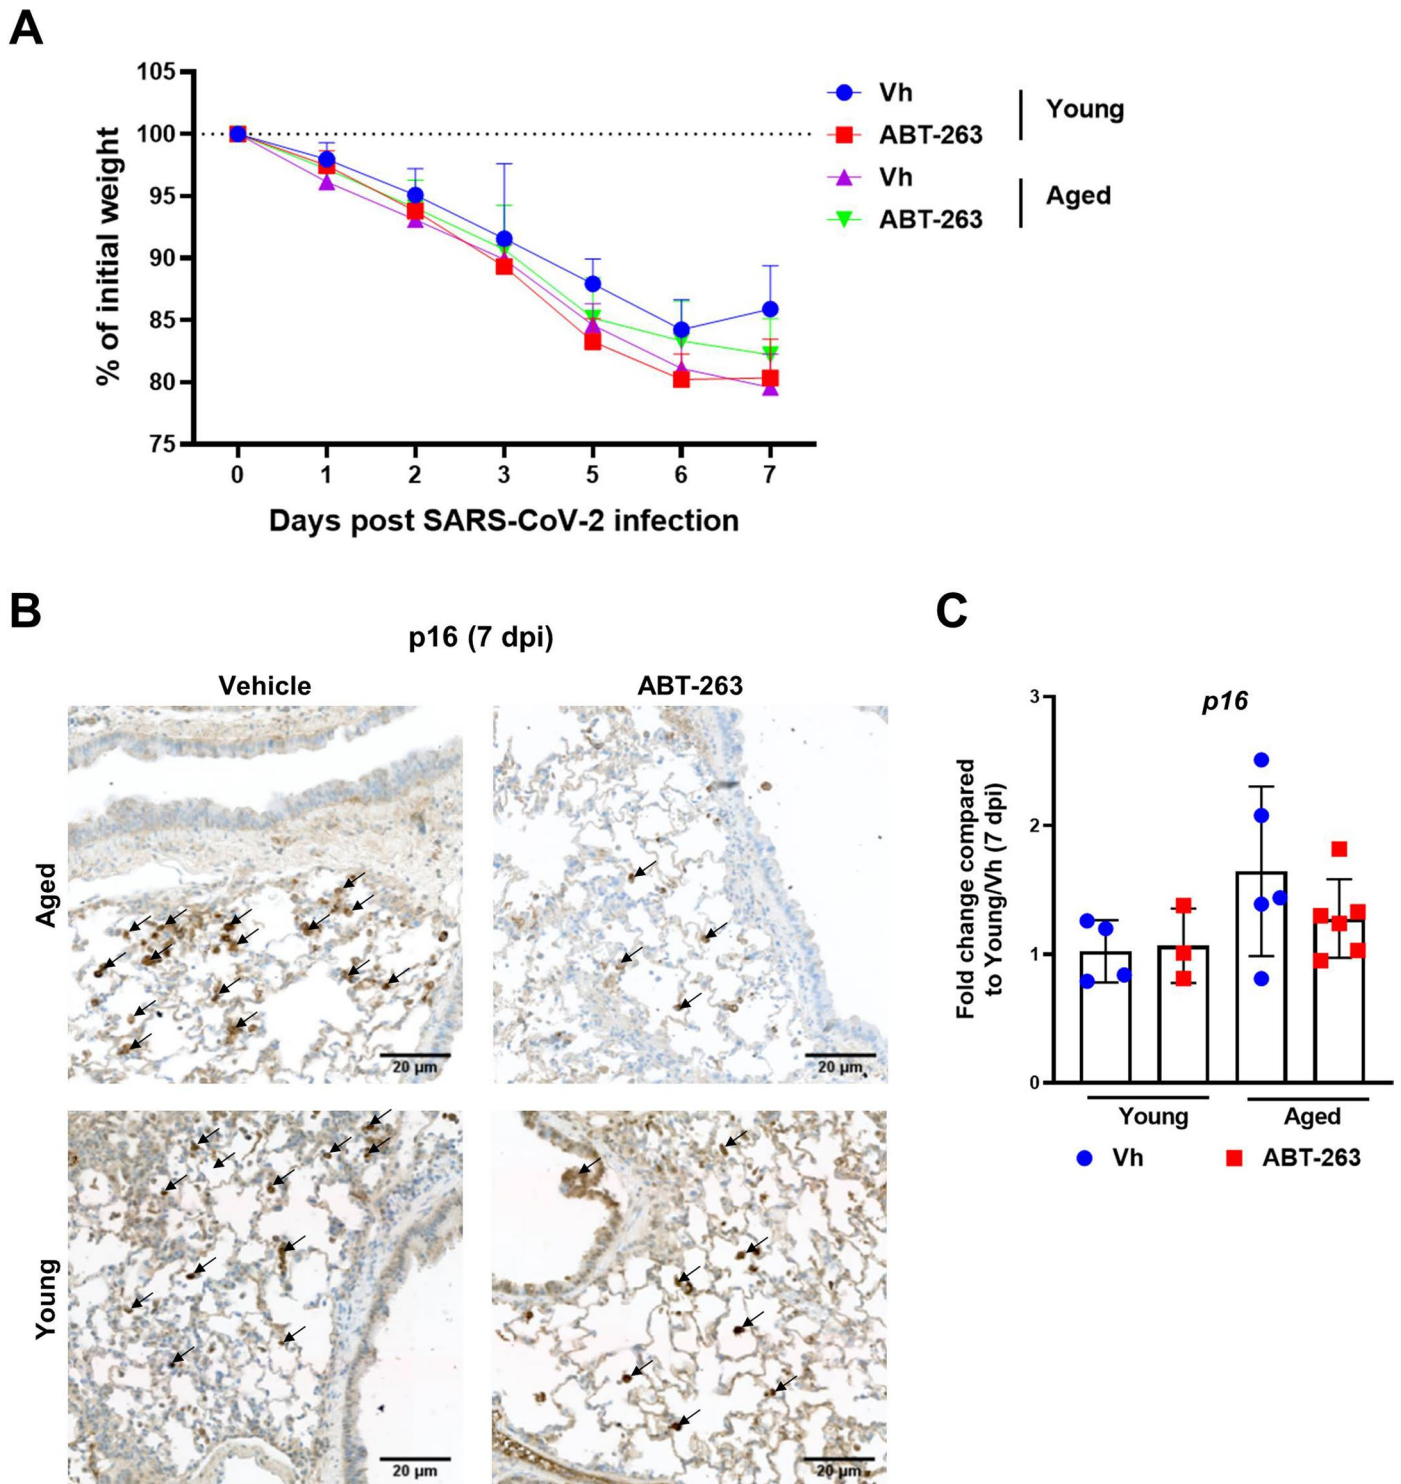 A
105
100
95
90
85
80
75
% of initial weight
0 1 2 3 5 6 7
Days post SARS-CoV-2 infection
Vh
ABT-263
Young
Vh
ABT-263
Aged
B
p16 (7 dpi)
Vehicle
ABT-263
Aged
20 µm
20 µm
Young
20 µm
20 µm
C
p16
3
2
1
0
Fold change compared
to Young/Vh (7 dpi)
Young
Aged
Vh
ABT-263